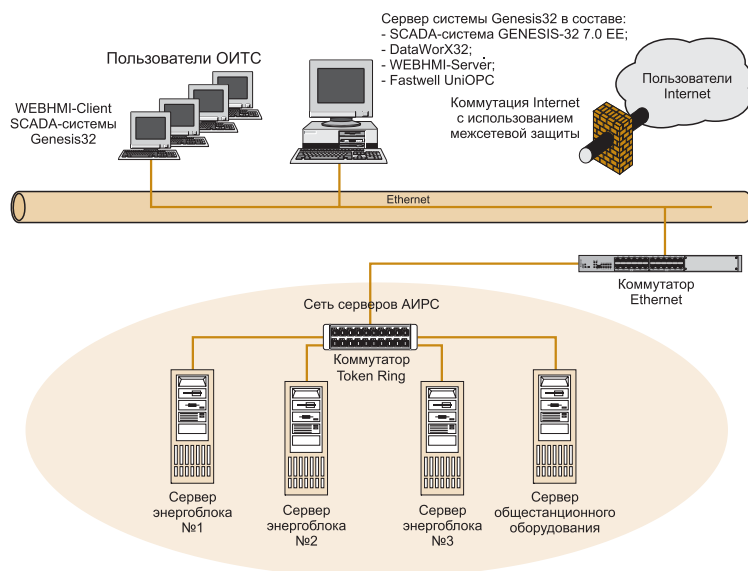 Сервер системы Genesis32 в составе:
- SCADA-система GENESIS-32 7.0 EE;
- DataWorX32;
- WEBHMI-Server;
- Fastwell UniOPC
Пользователи ОИТС
WEBHMI-Client
SCADA-системы
Genesis32
Коммутация Internet
с использованием
межсетевой защиты
Пользователи
Internet
Ethernet
Коммутатор
Ethernet
Сеть серверов АИРС
Коммутатор
Token Ring
Сервер
энергоблока
№1
Сервер
энергоблока
№2
Сервер
энергоблока
№3
Сервер
общестанционного
оборудования